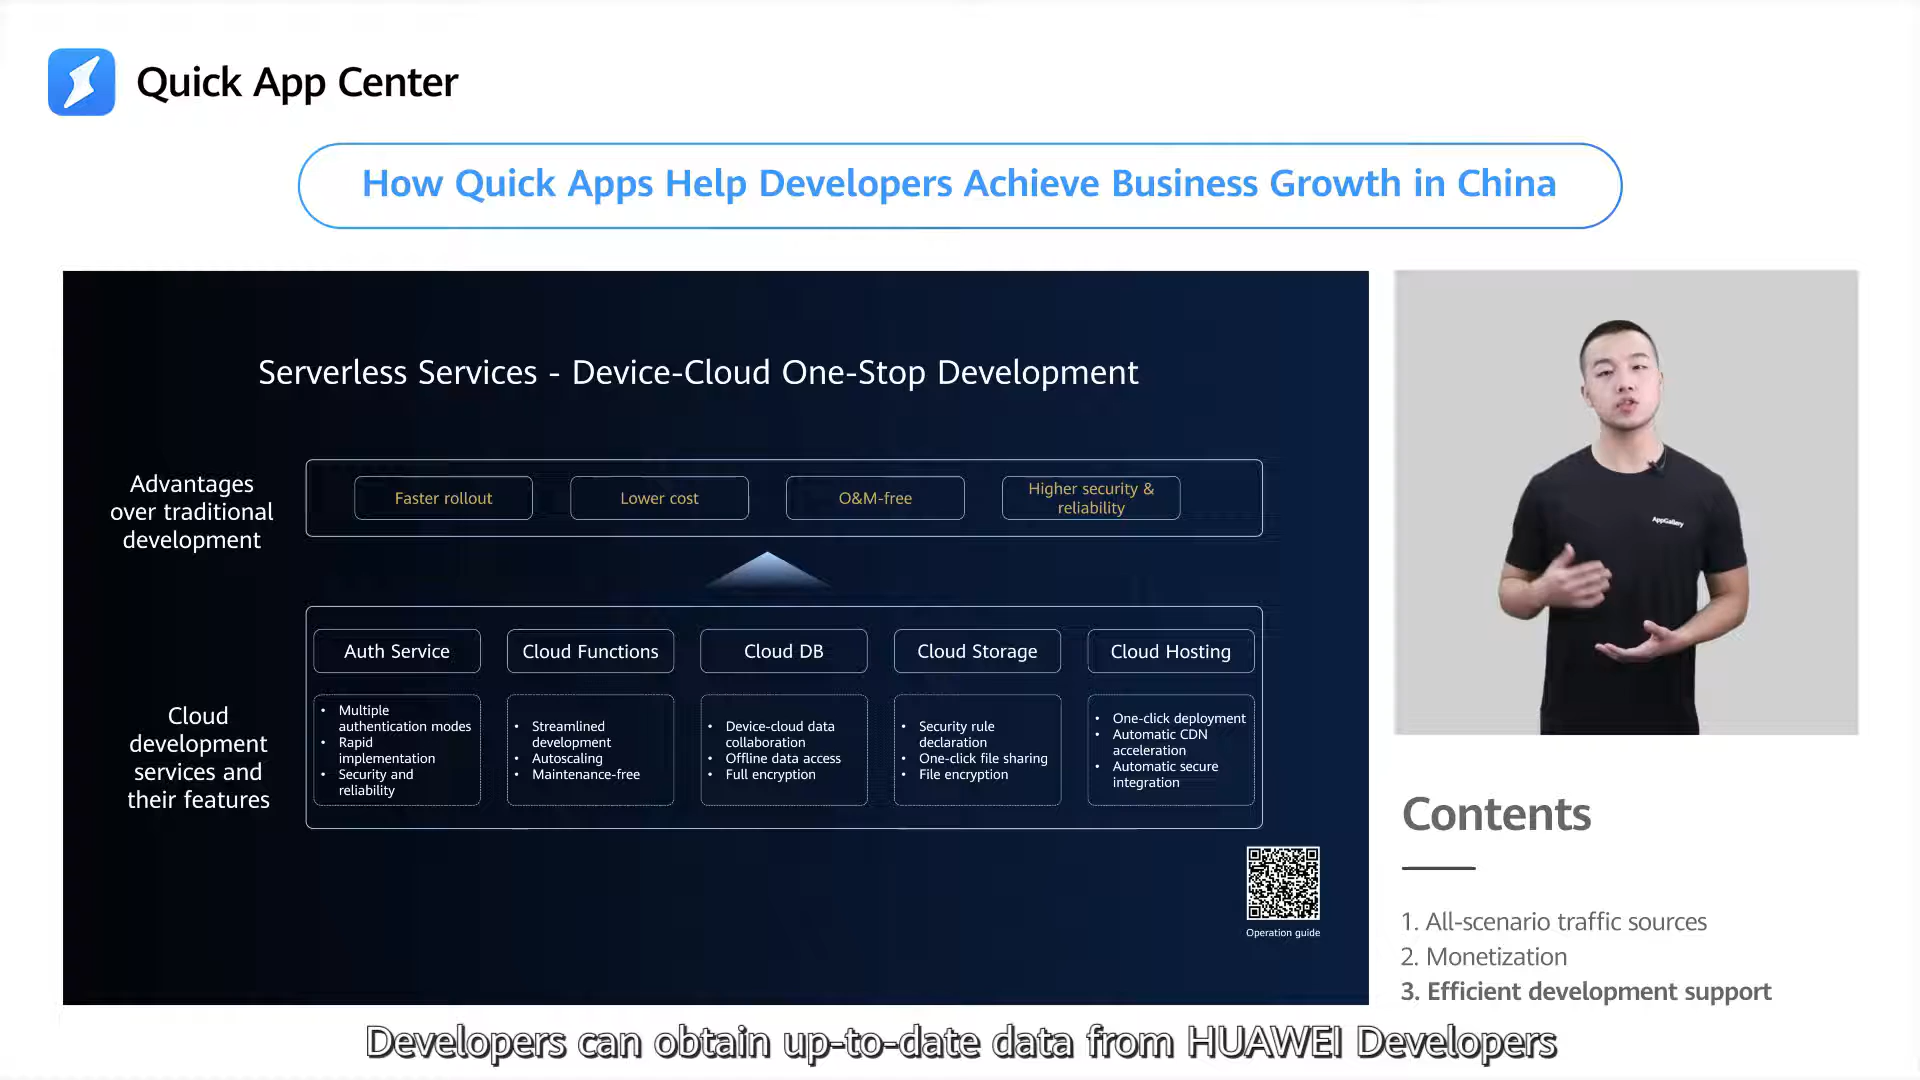 Quick App Center
How Quick Apps Help Developers Achieve Business Growth in China
Serverless Services - Device-Cloud One-Stop Development
Advantages
over traditional
development
Faster rollout
Lower cost
O&M-free
Higher security &
reliability
Cloud
development
services and
their features
Auth Service
• Multiple
authentication modes
• Rapid
implementation
• Security and
reliability
Cloud Functions
• Streamlined
development
• Autoscaling
• Maintenance-free
Cloud DB
• Device-cloud data
collaboration
• Offline data access
• Full encryption
Cloud Storage
• Security rule
declaration
• One-click file sharing
• File encryption
Cloud Hosting
• One-click deployment
• Automatic CDN
acceleration
• Automatic secure
integration
Operation guide
AppGallery
Contents
1. All-scenario traffic sources
2. Monetization
3. Efficient development support
Developers can obtain up-to-date data from HUAWEI Developers